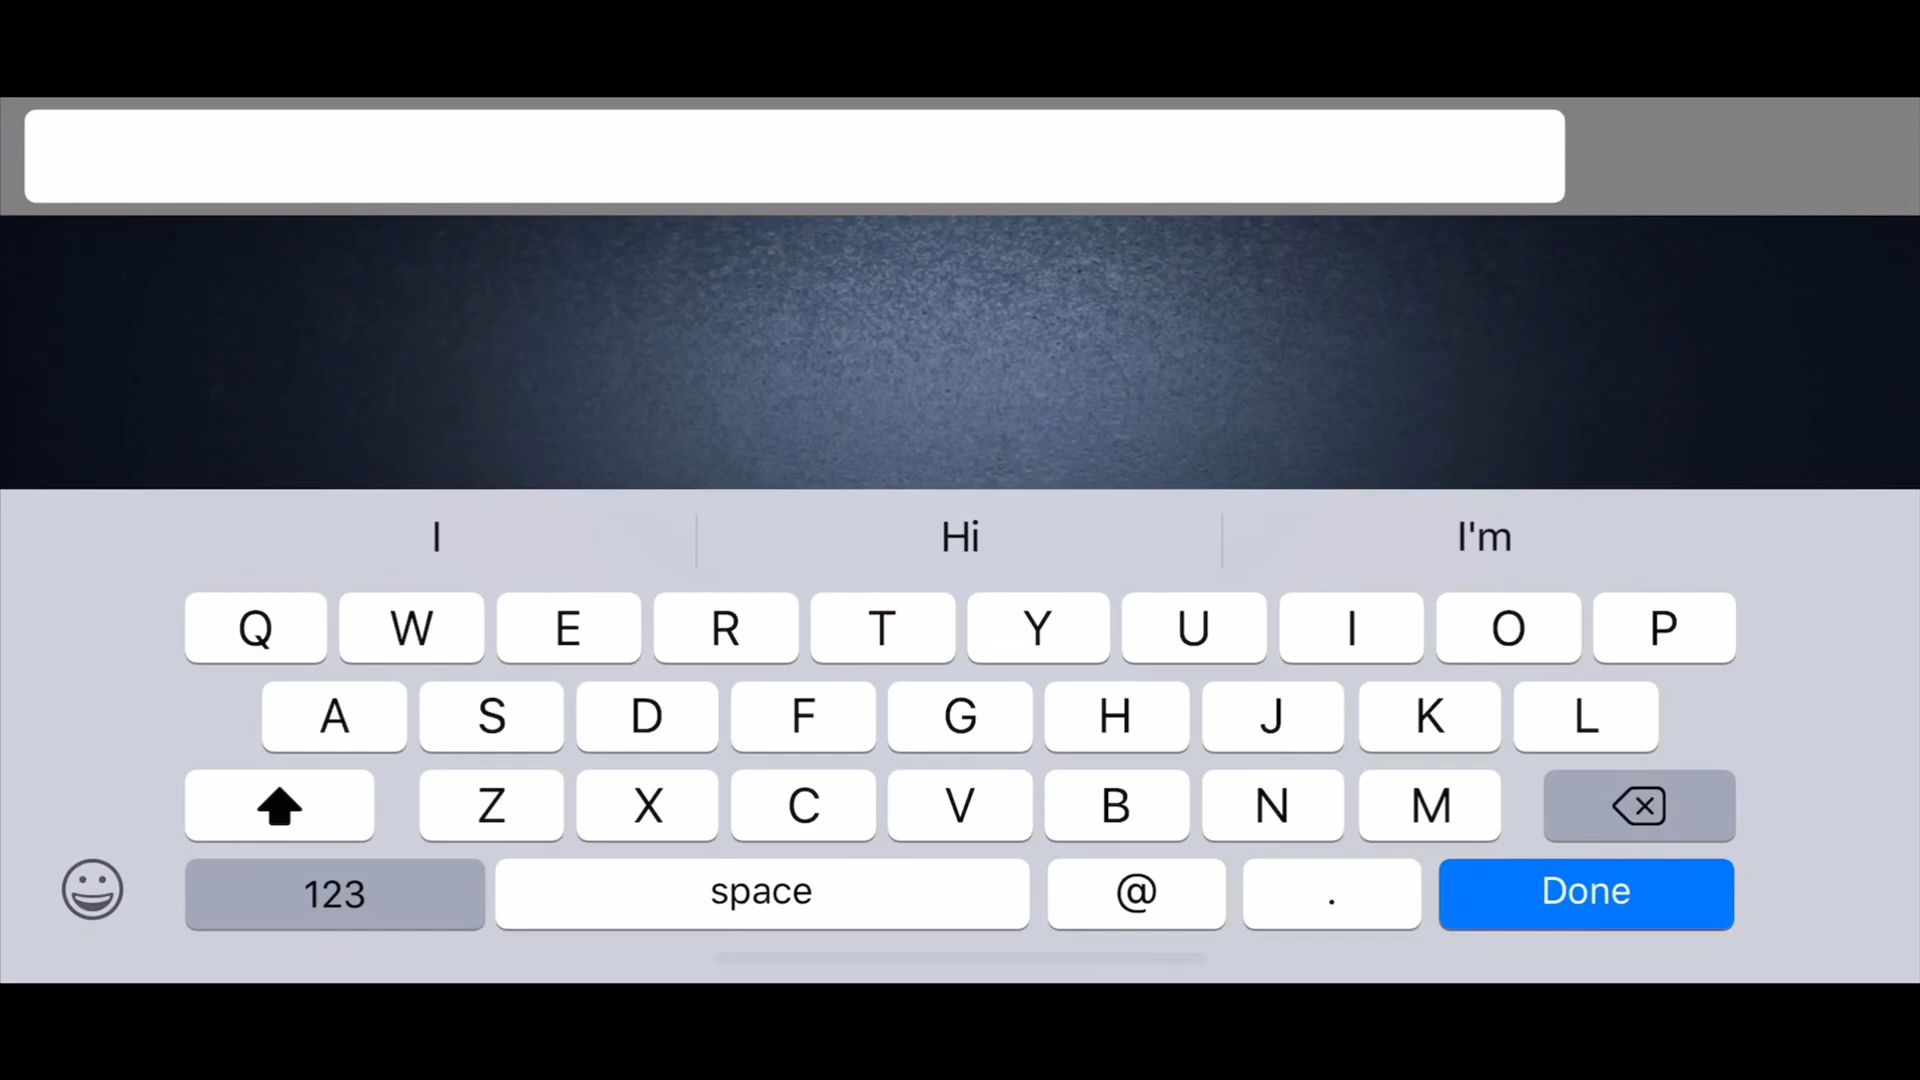 I Hi I'm
Q W E R T Y U I O P
A S D F G H J K L
Z X C V B N M
123 space @ . Done